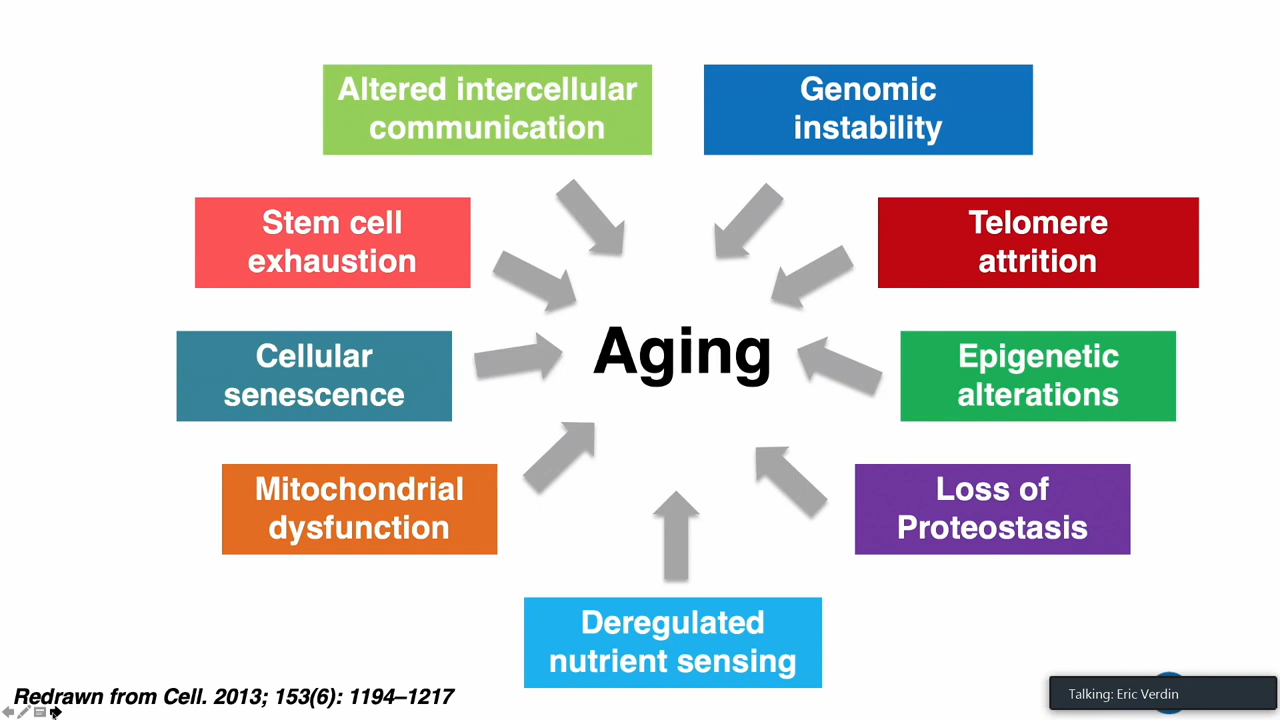 Altered intercellular
communication
Genomic
instability
Stem cell
exhaustion
Telomere
attrition
Cellular
senescence
Aging
Epigenetic
alterations
Mitochondrial
dysfunction
Loss of
Proteostasis
Deregulated
nutrient sensing
Redrawn from Cell. 2013; 153(6): 1194–1217
Talking: Eric Verdin